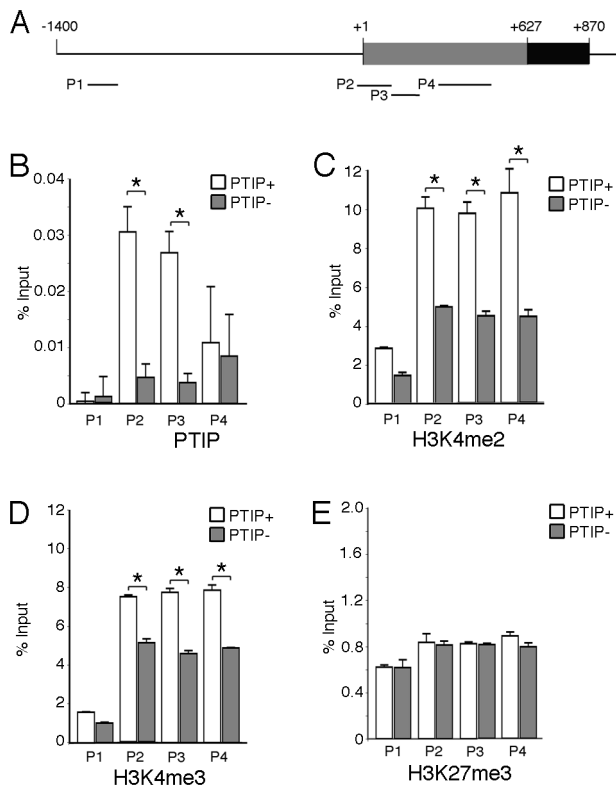 A
-1400 +1 +627 +870
P1 P2 P3 P4
B
% Input
0.04
0.03
0.02
0.01
0
* *
PTIP+
PTIP-
P1 P2 P3 P4
PTIP
C
% Input
12
10
8
6
4
2
0
* * *
PTIP+
PTIP-
P1 P2 P3 P4
H3K4me2
D
% Input
12
10
8
6
4
2
0
* * *
PTIP+
PTIP-
P1 P2 P3 P4
H3K4me3
E
% Input
2.0
1.6
1.2
0.8
0.4
0
PTIP+
PTIP-
P1 P2 P3 P4
H3K27me3